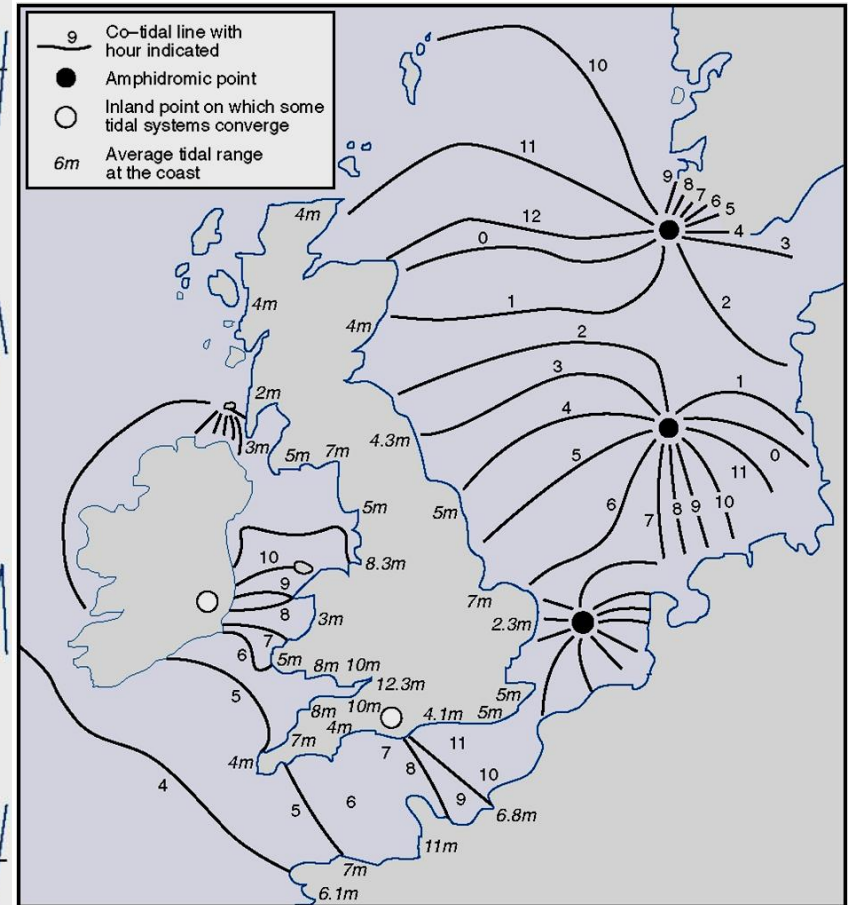 9
Co–tidal line with
hour indicated
Amphidromic point
Inland point on which some
tidal systems converge
6m
Average tidal range
at the coast
10
11
9
8
7
6
5
4
3
12
0
4m
4m
1
2
4m
2
3
1
2m
4
4.3m
0
3m
5m
7m
5
11
5m
5m
6
7
8
9
10
8.3m
10
9
7m
8
3m
2.3m
7
6
5m
8m
10m
12.3m
5m
5
8m
10m
4.1m
5m
4m
7m
11
4m
7
8
10
4
6
9
5
6.8m
11m
7m
6.1m